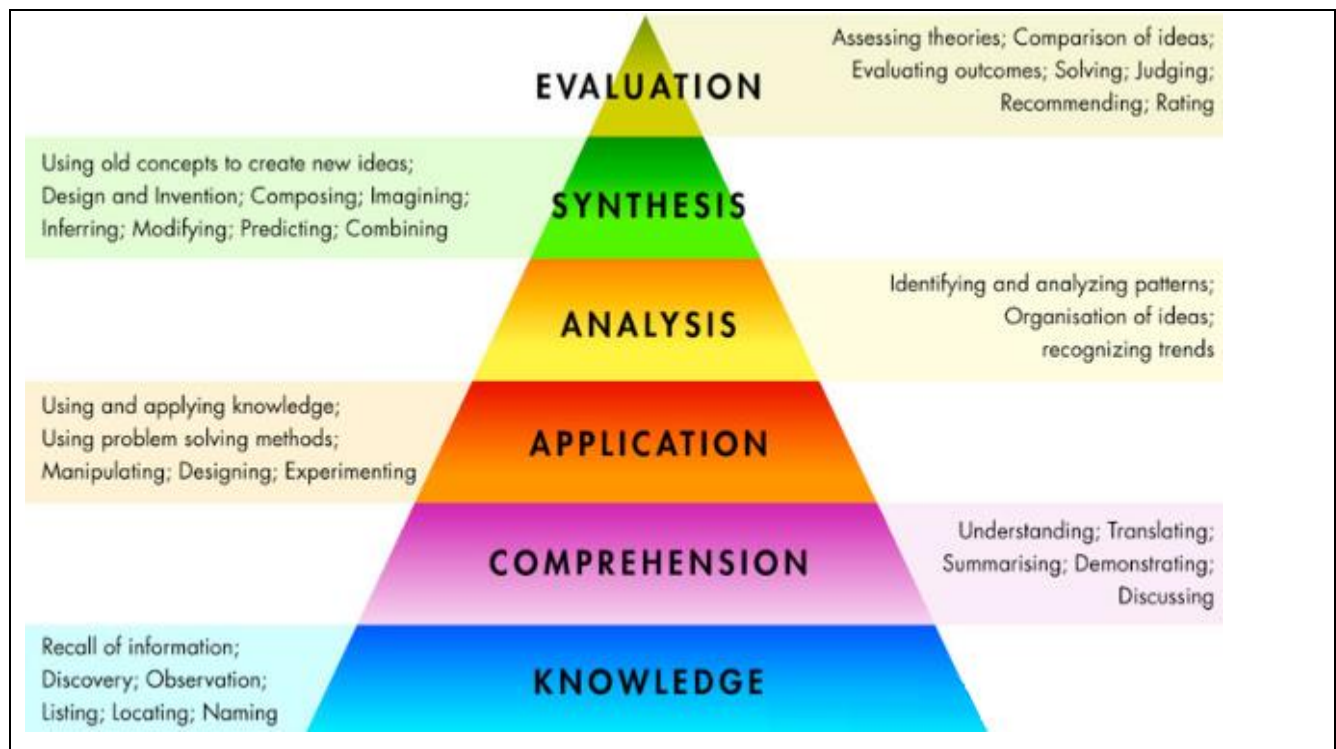 Assessing theories; Comparison of ideas;
Evaluating outcomes; Solving; Judging;
Recommending; Rating
EVALUATION
Using old concepts to create new ideas;
Design and Invention; Composing; Imagining;
Inferring; Modifying; Predicting; Combining
SYNTHESIS
Identifying and analyzing patterns;
Organisation of ideas;
recognizing trends
ANALYSIS
Using and applying knowledge;
Using problem solving methods;
Manipulating; Designing; Experimenting
APPLICATION
Understanding; Translating;
Summarising; Demonstrating;
Discussing
COMPREHENSION
Recall of information;
Discovery; Observation;
Listing; Locating; Naming
KNOWLEDGE